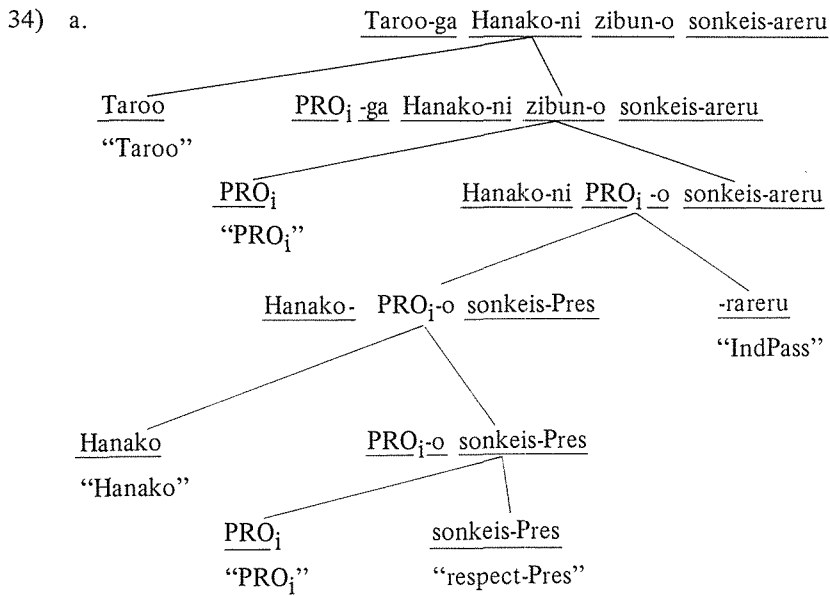 34) a. Taroo-ga Hanako-ni zibun-o sonkeis-areru
Taroo PROi -ga Hanako-ni zibun-o sonkeis-areru
“Taroo”
PROi Hanako-ni PROi -o sonkeis-areru
“PROi”
Hanako- PROi-o sonkeis-Pres -rareru
“IndPass”
Hanako PROi-o sonkeis-Pres
“Hanako”
PROi sonkeis-Pres
“PROi” “respect-Pres”